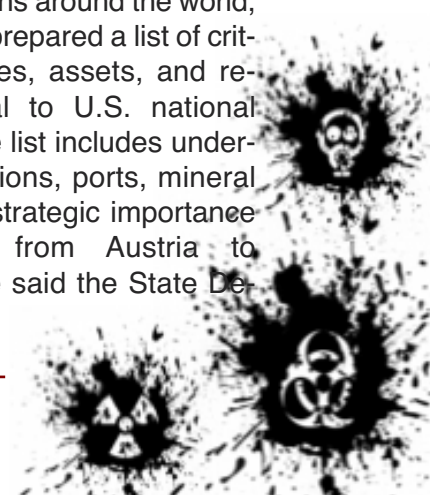 ns around the world,
prepared a list of crit-
es, assets, and re-
al to U.S. national
e list includes under-
ions, ports, mineral
strategic importance
from Austria to
said the State De-